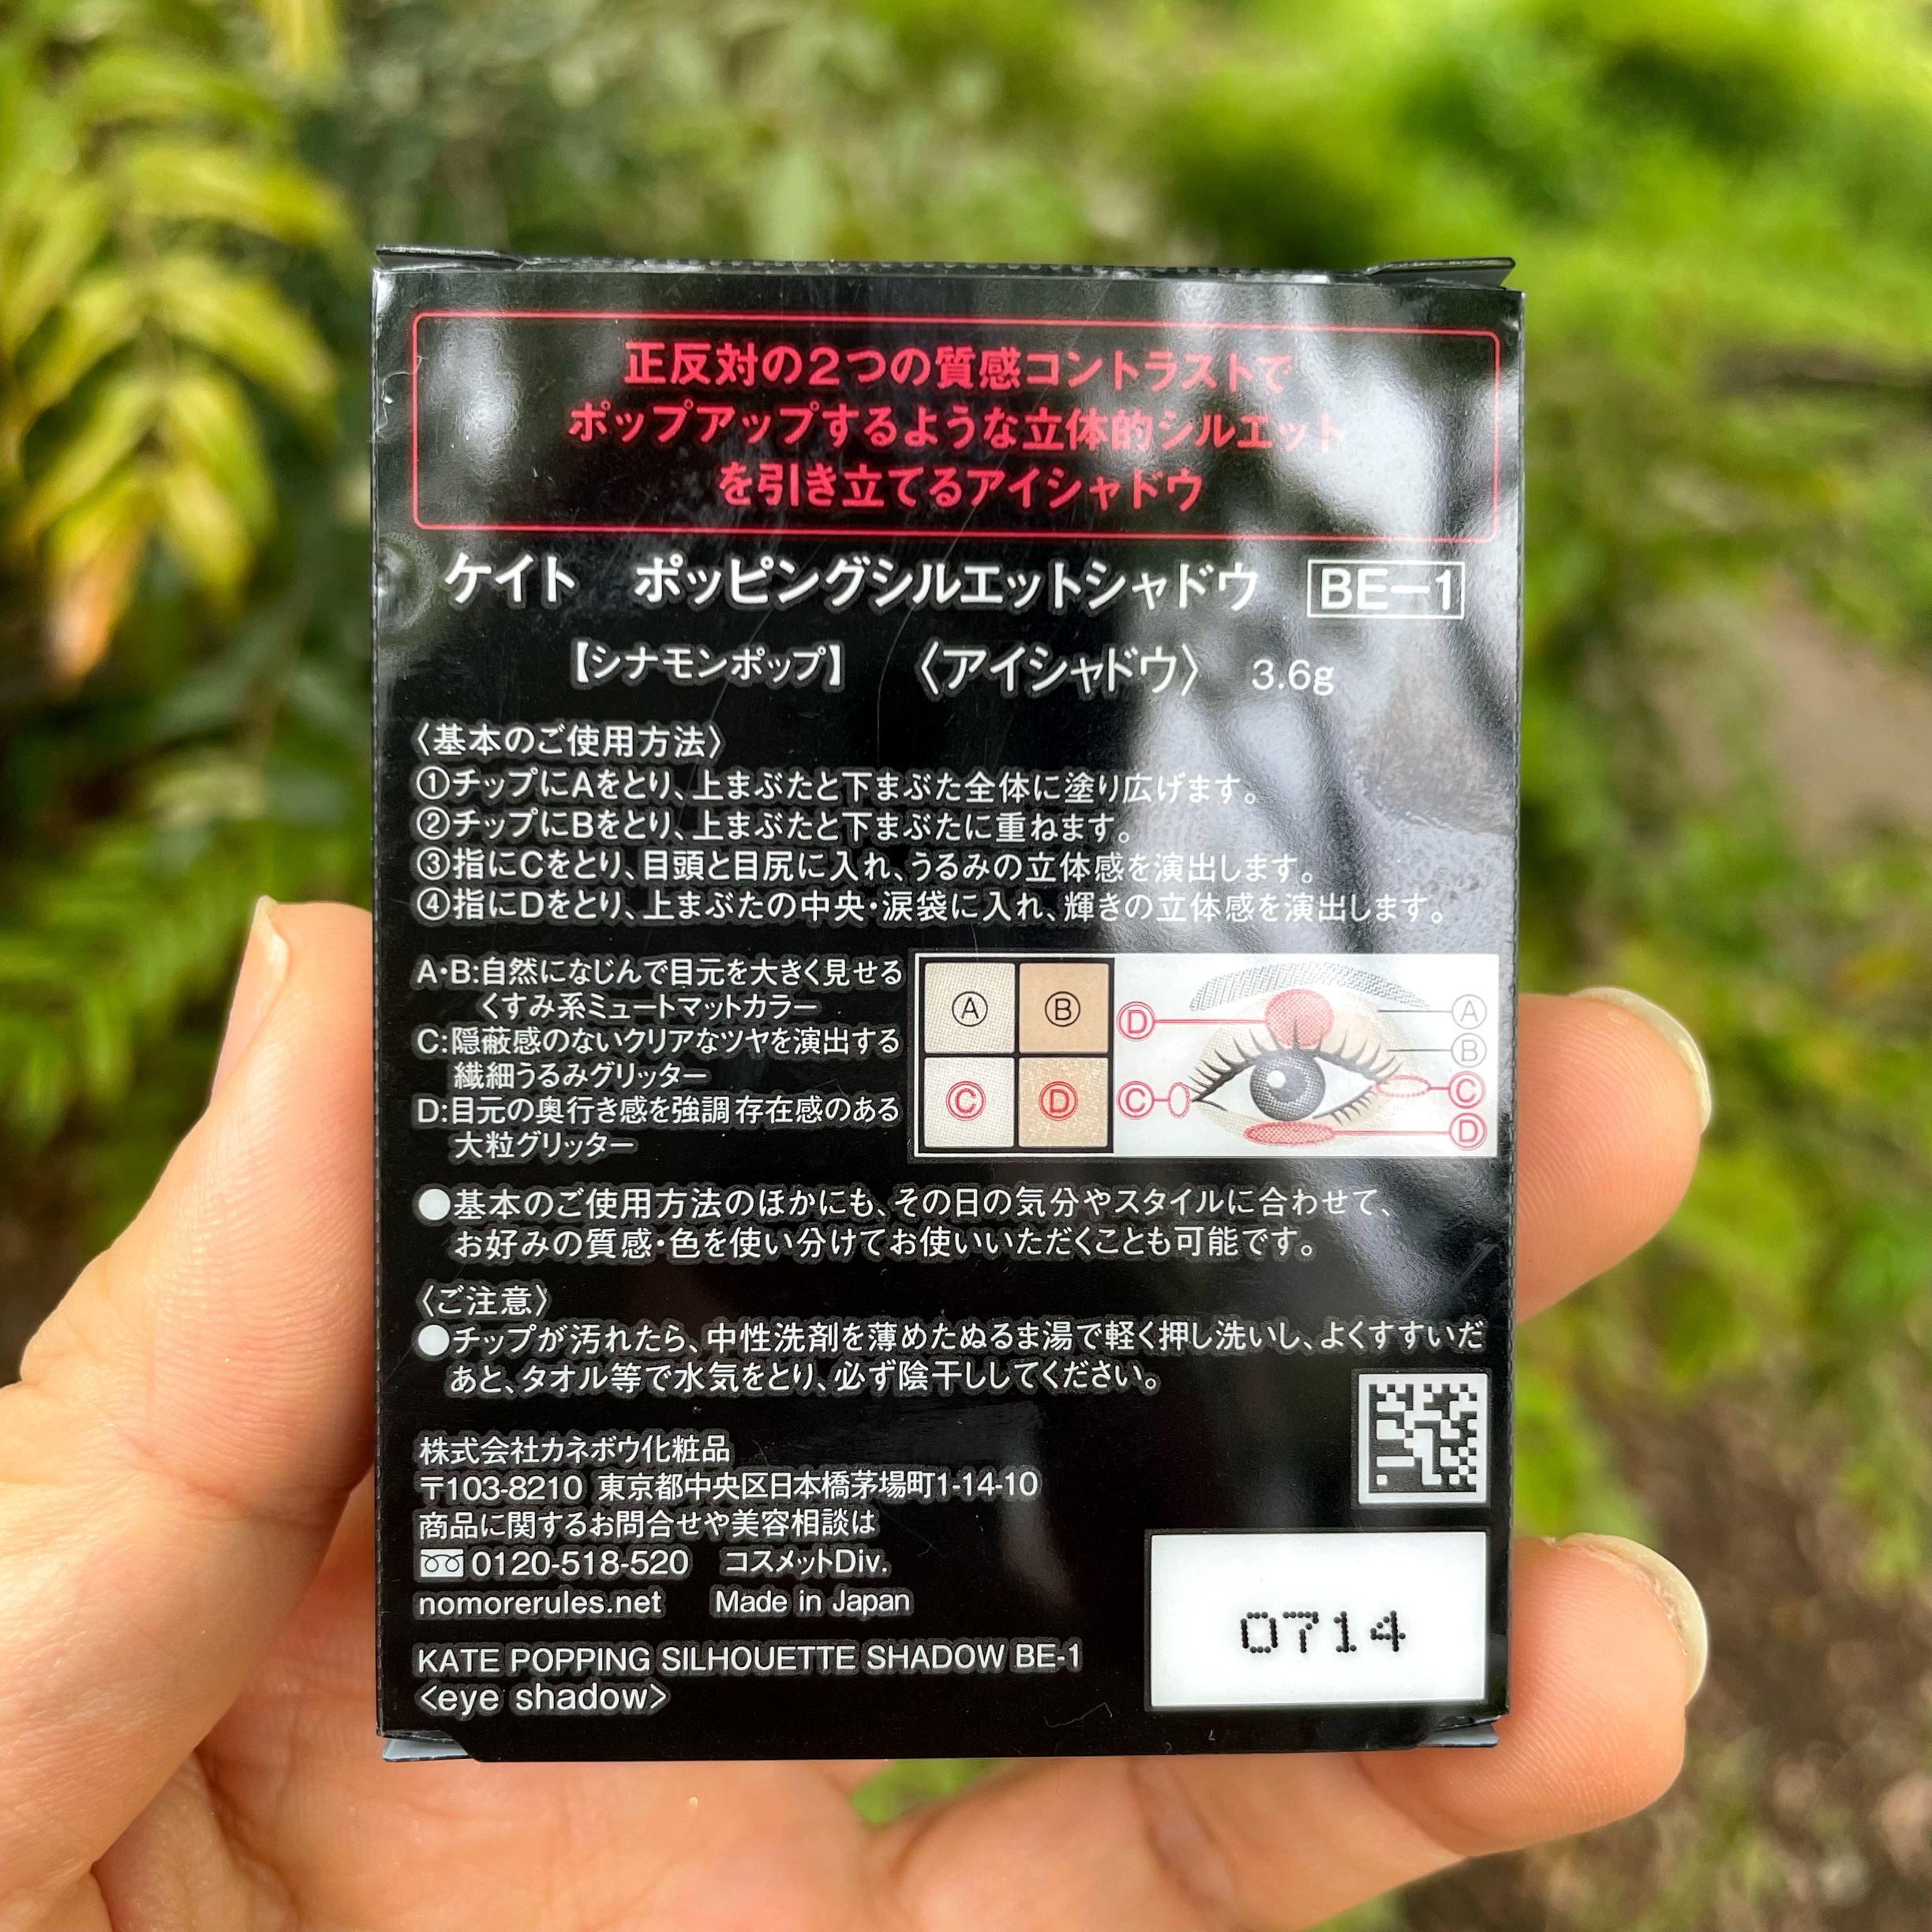 正反対の2つの質感コントラストで
ポップアップするような立体的シルエット
を引き立てるアイシャドウ
ケイト ポッピングシルエットシャドウ BE-1
【シナモンポップ】 〈アイシャドウ〉 3.6g
〈基本のご使用方法〉
①チップにAをとり、上まぶたと下まぶた全体に塗り広げます。
②チップにBをとり、上まぶたと下まぶたに重ねます。
③指にCをとり、目頭と目尻に入れ、うるみの立体感を演出します。
④指にDをとり、上まぶたの中央・涙袋に入れ、輝きの立体感を演出します。
A・B:自然になじんで目元を大きく見せる
くすみ系ミュートマットカラー
C:隠蔽感のないクリアなツヤを演出する
繊細うるみグリッター
D:目元の奥行き感を強調 存在感のある
大粒グリッター
Ⓐ Ⓑ
Ⓒ Ⓓ
Ⓓ Ⓐ
Ⓑ
Ⓒ Ⓒ
Ⓓ
●基本のご使用方法のほかにも、その日の気分やスタイルに合わせて、
お好みの質感・色を使い分けてお使いいただくことも可能です。
〈ご注意〉
●チップが汚れたら、中性洗剤を薄めたぬるま湯で軽く押し洗いし、よくすすいだ
あと、タオル等で水気をとり、必ず陰干ししてください。
株式会社カネボウ化粧品
〒103-8210 東京都中央区日本橋茅場町1-14-10
商品に関するお問合せや美容相談は
0120-518-520 コスメットDiv.
nomorerules.net Made in Japan
KATE POPPING SILHOUETTE SHADOW BE-1
<eye shadow>
0714